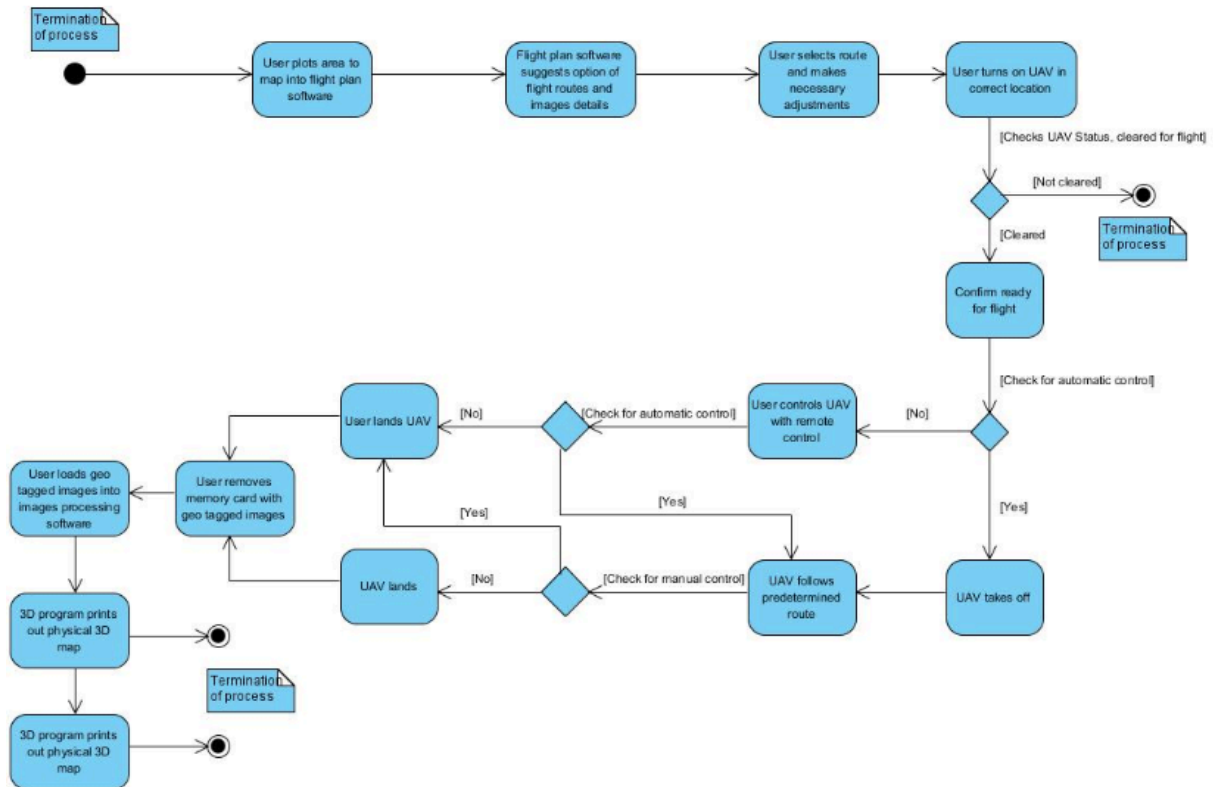 Termination
of process
User plots area to
map into flight plan
software
Flight plan software
suggests option of
flight routes and
images details
User selects route
and makes
necessary
adjustments
User turns on UAV in
correct location
[Checks UAV Status, cleared for flight]
[Not cleared]
Termination
of process
[Cleared
Confirm ready
for flight
[Check for automatic control]
User lands UAV
[No]
[Check for automatic control]
User controls UAV
with remote
control
[No]
User loads geo
tagged images into
images processing
software
User removes
memory card with
geo tagged images
[Yes]
[Yes]
[Yes]
UAV lands
[No]
[Check for manual control]
UAV follows
predetermined
route
UAV takes off
3D program prints
out physical 3D
map
Termination
of process
3D program prints
out physical 3D
map